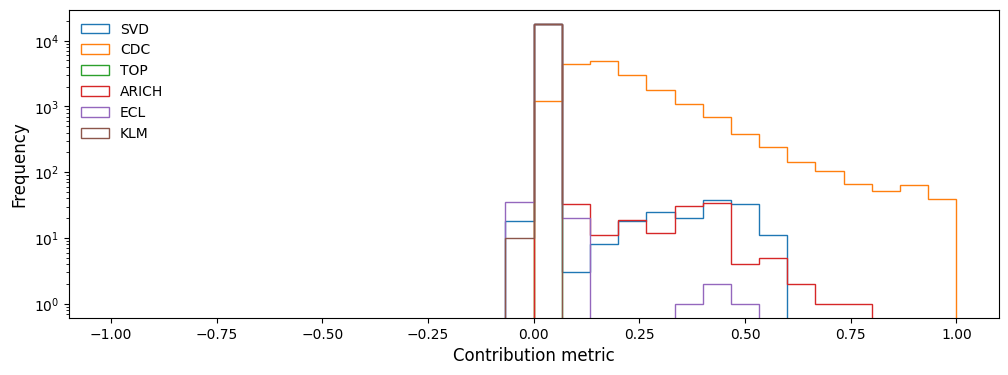 SVD
CDC
TOP
ARICH
ECL
KLM
Frequency
10⁴
10³
10²
10¹
10⁰
−1.00 −0.75 −0.50 −0.25 0.00 0.25 0.50 0.75 1.00
Contribution metric